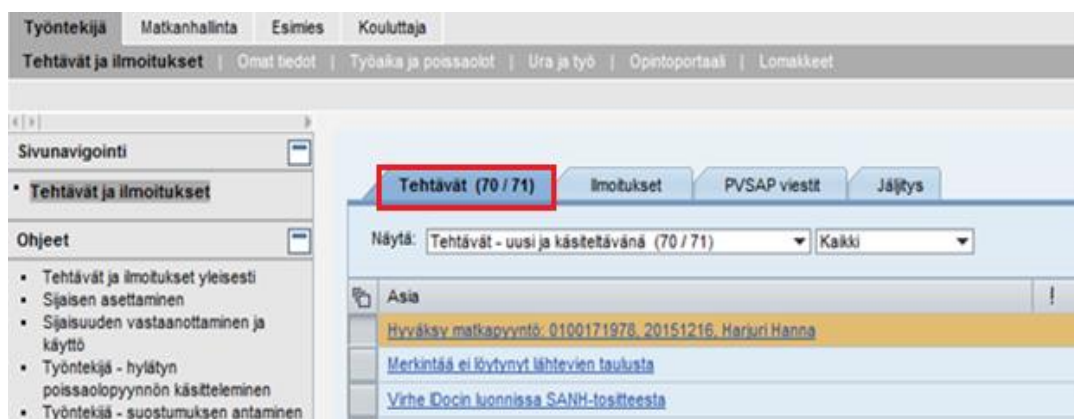 Työntekijä Matkanhallinta Esimies Kouluttaja
Tehtävät ja ilmoitukset | Omat tiedot | Työaika ja poissaolot | Ura ja työ | Opintoportaali | Lomakkeet
Sivunavigointi
Tehtävät ja ilmoitukset
Ohjeet
Tehtävät ja ilmoitukset yleisesti
Sijaisen asettaminen
Sijaisuuden vastaanottaminen ja
käyttö
Työntekijä - hylätyn
poissaolopyynnön käsitteleminen
Työntekijä - suostumuksen antaminen
Tehtävät (70 / 71) Ilmoitukset PVSAP viestit Jäljitys
Näytä: Tehtävät - uusi ja käsiteltävänä (70 / 71) Kaikki
Asia !
Hyväksy matkapyyntö: 0100171978, 20151216, Harjuri Hanna
Merkintää ei löytynyt lähtevien taulusta
Virhe IDocin luonnissa SANH-tositteesta